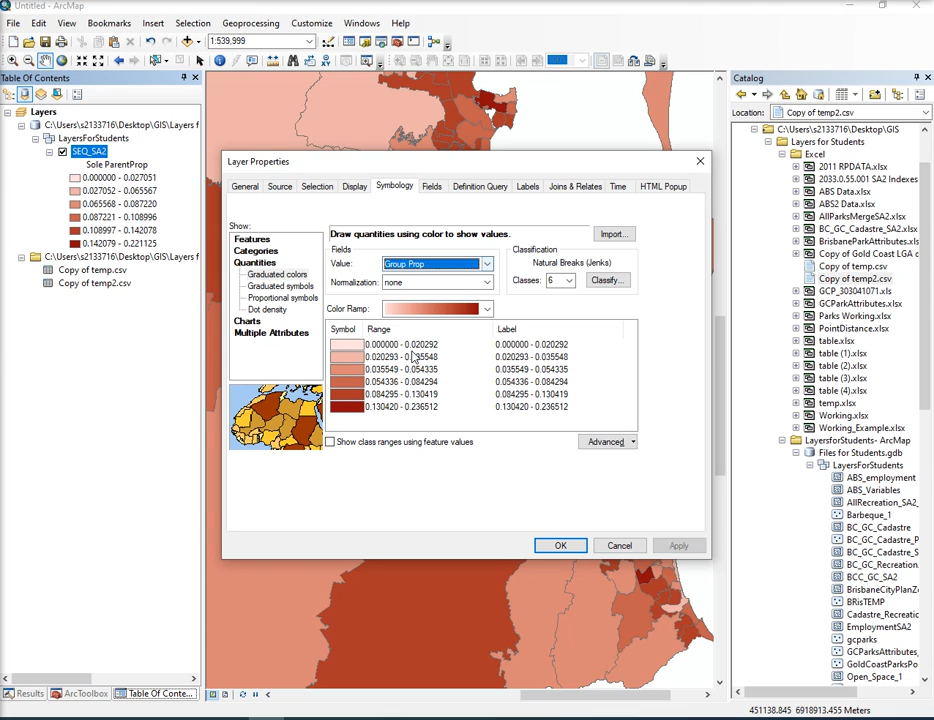 Untitled - ArcMap
File Edit View Bookmarks Insert Selection Geoprocessing Customize Windows Help
1:539,999
Table Of Contents
Layers
C:\Users\s2133716\Desktop\GIS\Layers f
LayersForStudents
SEQ_SA2
Sole ParentProp
0.000000 - 0.027051
0.027052 - 0.065567
0.065568 - 0.087220
0.087221 - 0.108996
0.108997 - 0.142078
0.142079 - 0.221125
C:\Users\s2133716\Desktop\GIS\Layers f
Copy of temp.csv
Copy of temp2.csv
Results ArcToolbox Table Of Conte...
Layer Properties
General Source Selection Display Symbology Fields Definition Query Labels Joins & Relates Time HTML Popup
Show:
Features
Categories
Quantities
Graduated colors
Graduated symbols
Proportional symbols
Dot density
Charts
Multiple Attributes
Draw quantities using color to show values.
Import...
Fields
Value: Group Prop
Normalization: none
Classification
Natural Breaks (Jenks)
Classes: 6 Classify...
Color Ramp:
Symbol Range Label
0.000000 - 0.020292 0.000000 - 0.020292
0.020293 - 0.035548 0.020293 - 0.035548
0.035549 - 0.054335 0.035549 - 0.054335
0.054336 - 0.084294 0.054336 - 0.084294
0.084295 - 0.130419 0.084295 - 0.130419
0.130420 - 0.236512 0.130420 - 0.236512
Show class ranges using feature values
Advanced
OK Cancel Apply
Catalog
Location: Copy of temp2.csv
C:\Users\s2133716\Desktop\GIS
Layers for Students
Excel
2011 RPDATA.xlsx
2033.0.55.001 SA2 Indexes
ABS Data.xlsx
ABS2 Data.xlsx
AllParksMergeSA2.xlsx
BC_GC_Cadastre_SA2.xlsx
BrisbaneParkAttributes.xls
Copy of Gold Coast LGA c
Copy of temp.csv
Copy of temp2.csv
GCP_303041071.xls
GCParkAttributes.xlsx
Parks Working.xlsx
PointDistance.xlsx
table.xlsx
table (1).xlsx
table (2).xlsx
table (3).xlsx
table (4).xlsx
temp.xlsx
Working.xlsx
Working_Example.xlsx
LayersforStudents- ArcMap
Files for Students.gdb
LayersForStudents
ABS_employment
ABS_Variables
AllRecreation_SA2_
Barbeque_1
BC_GC_Cadastre
BC_GC_Cadastre_P
BC_GC_Cadastre_S
BC_GC_Recreation.
BCC_GC_SA2
BrisbaneCityPlanZ
BRisTEMP
Cadastre_Recreatic
EmploymentSA2
gcparks
GCParksAttributes_
GoldCoastParksPo
Open_Space_1
451138.845 6918913.455 Meters